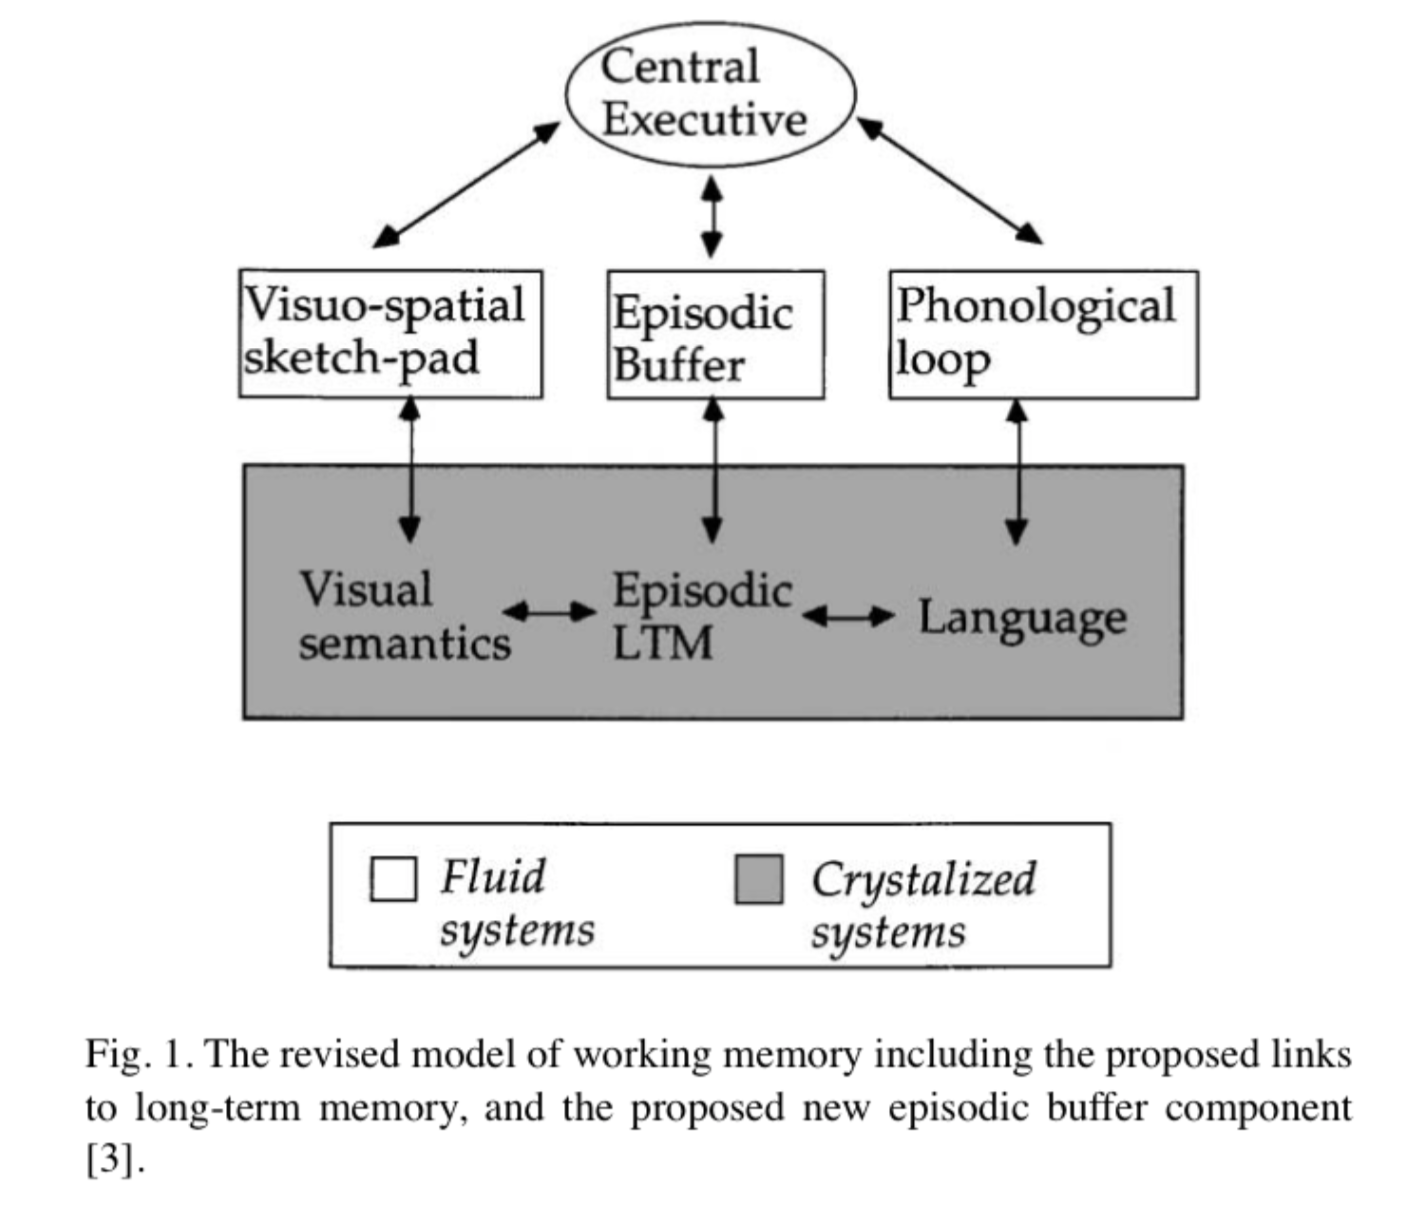 Central
Executive
Visuo-spatial
sketch-pad
Episodic
Buffer
Phonological
loop
Visual
semantics
Episodic
LTM
Language
Fluid
systems
Crystalized
systems
Fig. 1. The revised model of working memory including the proposed links
to long-term memory, and the proposed new episodic buffer component
[3].